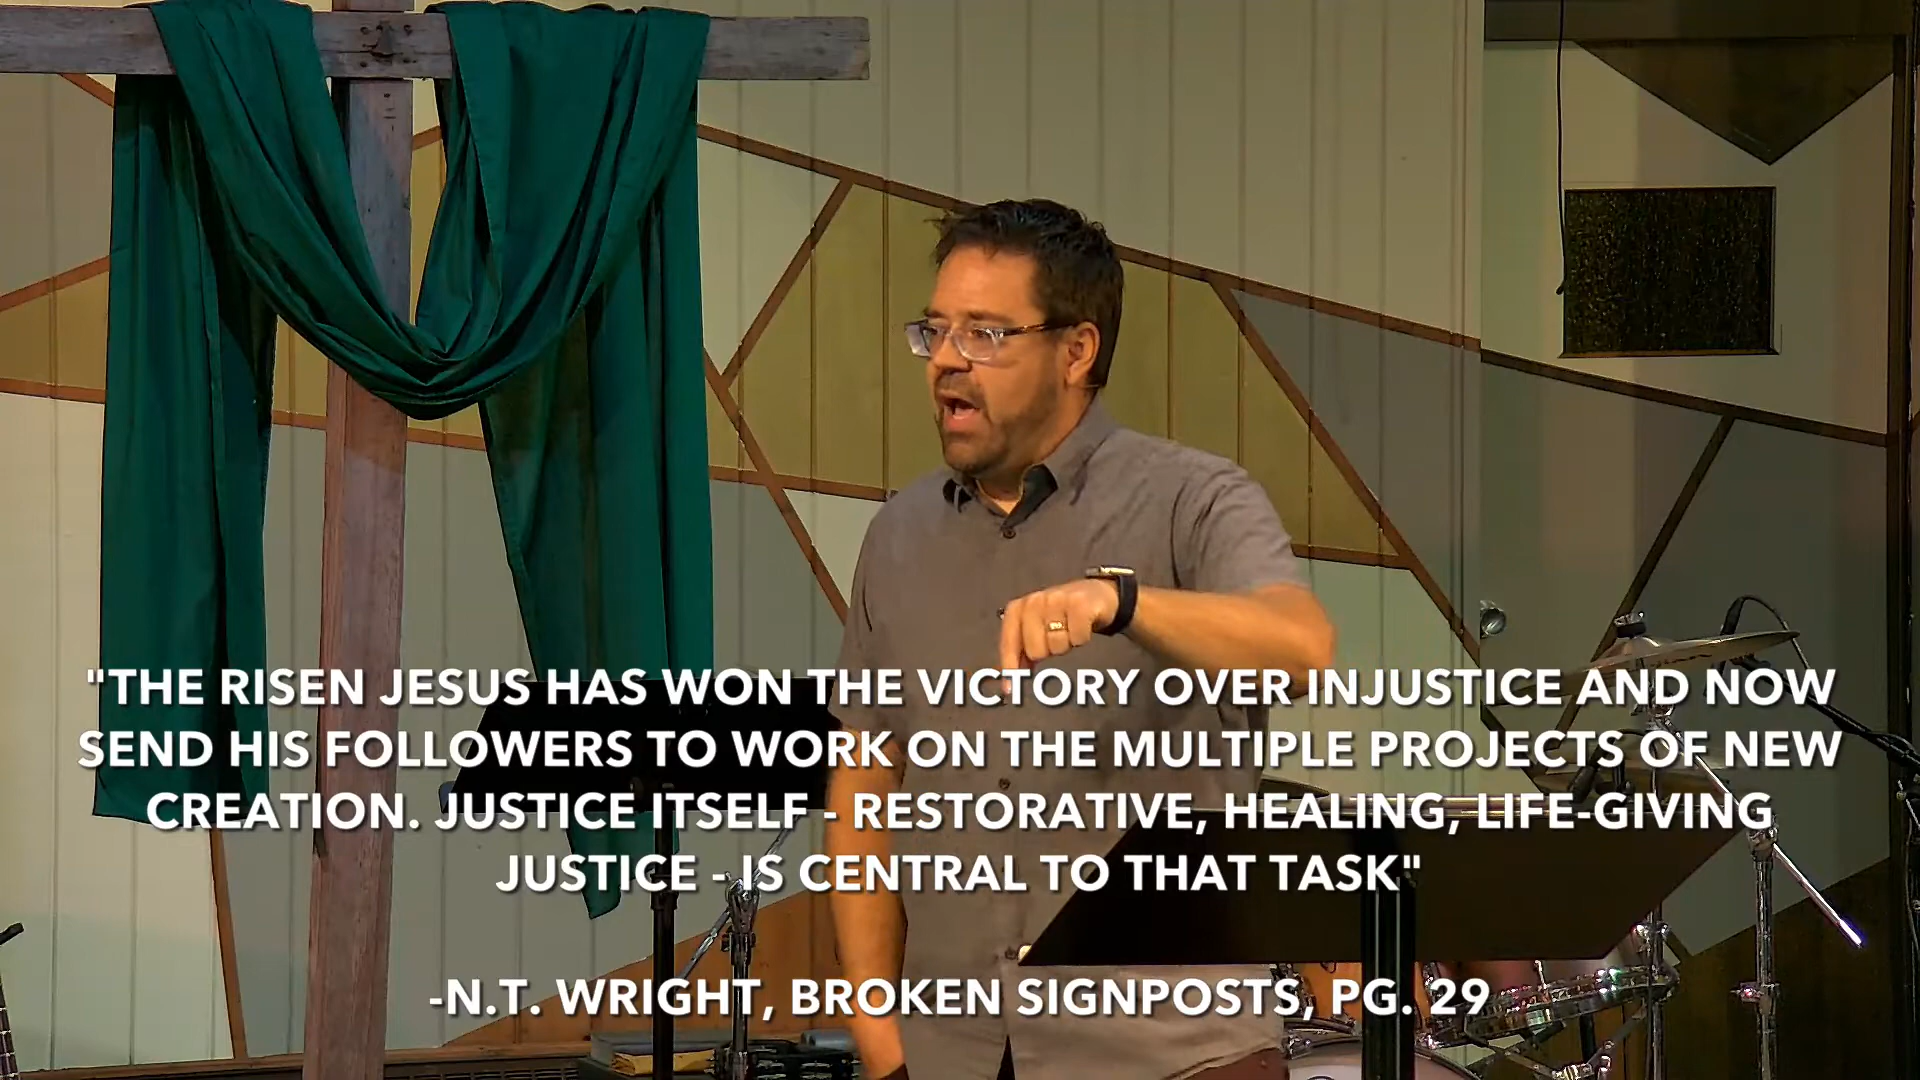 "THE RISEN JESUS HAS WON THE VICTORY OVER INJUSTICE AND NOW
SEND HIS FOLLOWERS TO WORK ON THE MULTIPLE PROJECTS OF NEW
CREATION. JUSTICE ITSELF - RESTORATIVE, HEALING, LIFE-GIVING
JUSTICE - IS CENTRAL TO THAT TASK"
-N.T. WRIGHT, BROKEN SIGNPOSTS, PG. 29